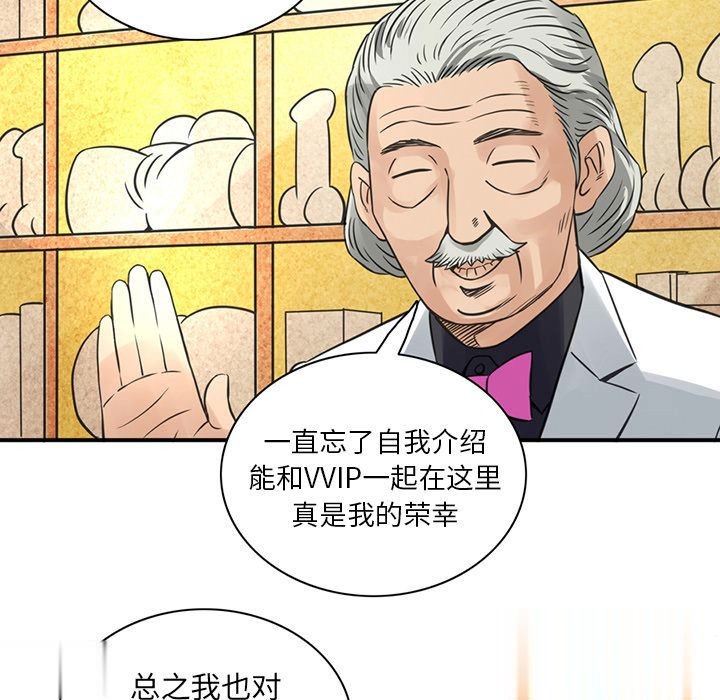 一直忘了自我介绍
能和VVIP一起在这里
真是我的荣幸
总之我也对